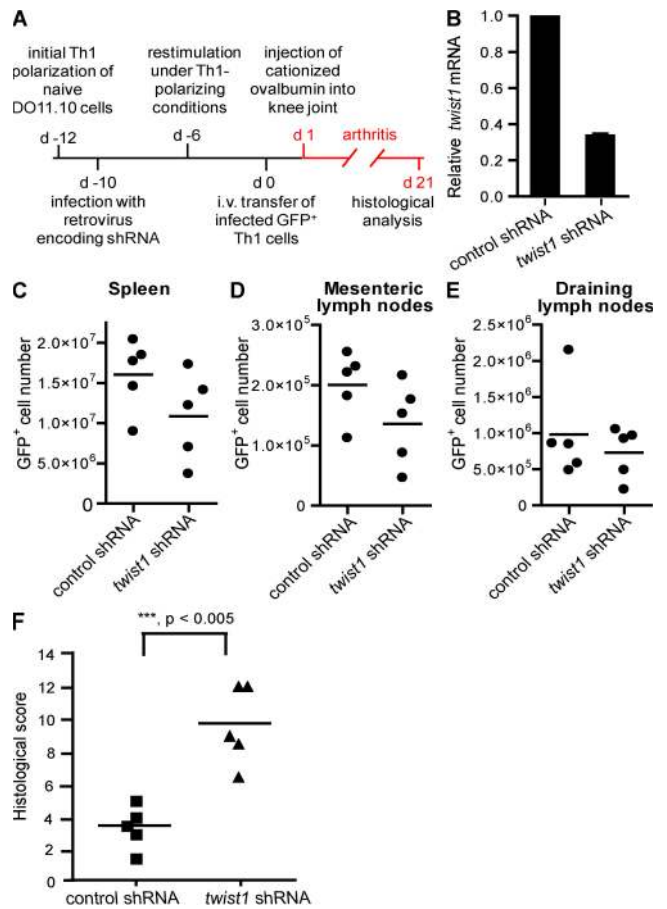 A
initial Th1
polarization of
naive
DO11.10 cells
restimulation
under Th1-
polarizing
conditions
injection of
cationized
ovalbumin into
knee joint
d -12
d -6
d 1
arthritis
d -10
d 0
d 21
infection with
retrovirus
encoding shRNA
i.v. transfer of
infected GFP⁺
Th1 cells
histological
analysis
B
Relative twist1 mRNA
1.0
0.8
0.6
0.4
0.2
0
control shRNA
twist1 shRNA
C
Spleen
GFP⁺ cell number
2.0×10⁷
1.5×10⁷
1.0×10⁷
5.0×10⁶
0
control shRNA
twist1 shRNA
D
Mesenteric
lymph nodes
GFP⁺ cell number
3.0×10⁵
2.0×10⁵
1.0×10⁵
0
control shRNA
twist1 shRNA
E
Draining
lymph nodes
GFP⁺ cell number
2.5×10⁶
2.0×10⁶
1.5×10⁶
1.0×10⁶
5.0×10⁵
0
control shRNA
twist1 shRNA
F
***, p < 0.005
Histological score
14
12
10
8
6
4
2
0
control shRNA
twist1 shRNA